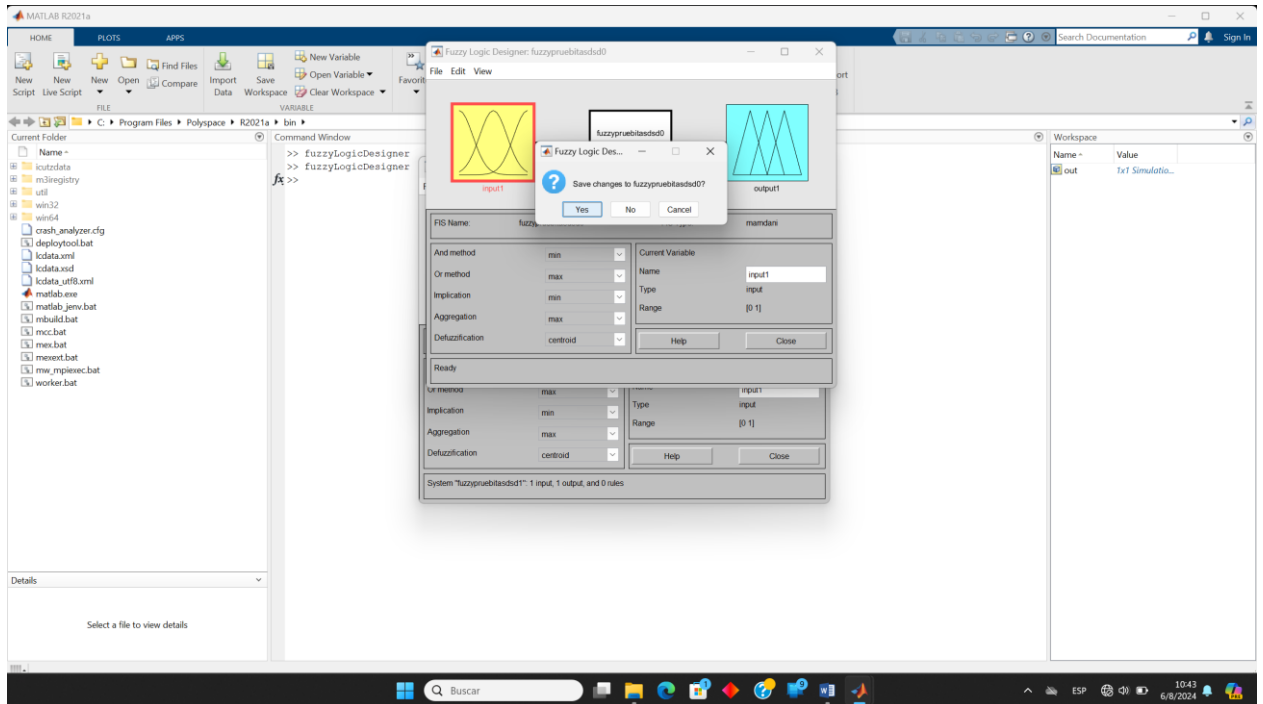 MATLAB R2021a
HOME PLOTS APPS
Search Documentation
Sign In
New Script
New Live Script
New
Open
Find Files
Compare
Import Data
Save Workspace
New Variable
Open Variable
Clear Workspace
Favorit
ort
FILE
VARIABLE
C: Program Files Polyspace R2021a bin
Current Folder
Name
icutzdata
m3iregistry
util
win32
win64
crash_analyzer.cfg
deploytool.bat
lcdata.xml
lcdata.xsd
lcdata_utf8.xml
matlab.exe
matlab_jenv.bat
mbuild.bat
mcc.bat
mex.bat
mexext.bat
mw_mpiexec.bat
worker.bat
Details
Select a file to view details
Command Window
>> fuzzyLogicDesigner
>> fuzzyLogicDesigner
fx >>
Fuzzy Logic Designer: fuzzypruebitasdsd0
File Edit View
fuzzypruebitasdsd0
input1
output1
Fuzzy Logic Des...
Save changes to fuzzypruebitasdsd0?
Yes No Cancel
FIS Name:
mamdani
And method min
Or method max
Implication min
Aggregation max
Defuzzification centroid
Current Variable
Name input1
Type input
Range [0 1]
Help Close
Ready
Or method max
Implication min
Aggregation max
Defuzzification centroid
Name input1
Type input
Range [0 1]
Help Close
System "fuzzypruebitasdsd1": 1 input, 1 output, and 0 rules
Workspace
Name Value
out 1x1 Simulatio...
Buscar
9
9
ESP
10:43
6/8/2024